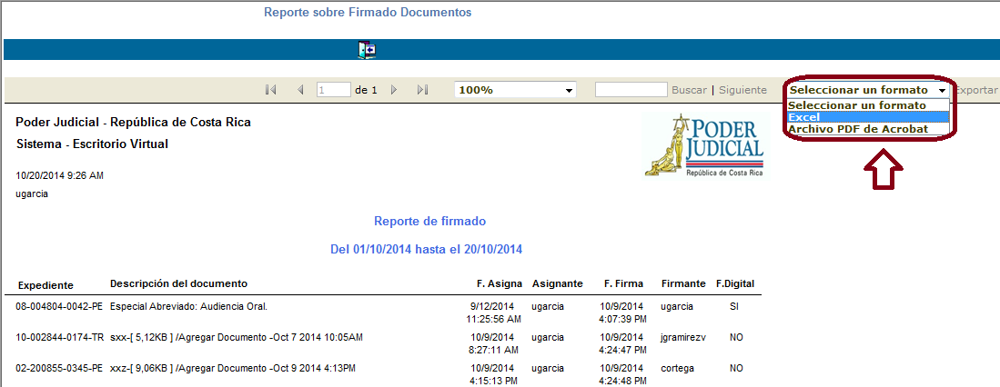 Reporte sobre Firmado Documentos
1 de 1 100% Buscar | Siguiente Seleccionar un formato Exportar
Seleccionar un formato
Excel
Archivo PDF de Acrobat
Poder Judicial - República de Costa Rica
Sistema - Escritorio Virtual
PODER
JUDICIAL
República de Costa Rica
10/20/2014 9:26 AM
ugarcia
Reporte de firmado
Del 01/10/2014 hasta el 20/10/2014
Expediente Descripción del documento F. Asigna Asignante F. Firma Firmante F.Digital
08-004804-0042-PE Especial Abreviado: Audiencia Oral. 9/12/2014 ugarcia 10/9/2014 ugarcia SI
11:25:56 AM 4:07:39 PM
10-002844-0174-TR sxx-[ 5,12KB ] /Agregar Documento -Oct 7 2014 10:05AM 10/9/2014 ugarcia 10/9/2014 jgramirezv NO
8:27:11 AM 4:24:47 PM
02-200855-0345-PE xxz-[ 9,06KB ] /Agregar Documento -Oct 9 2014 4:13PM 10/9/2014 ugarcia 10/9/2014 cortega NO
4:15:13 PM 4:24:48 PM